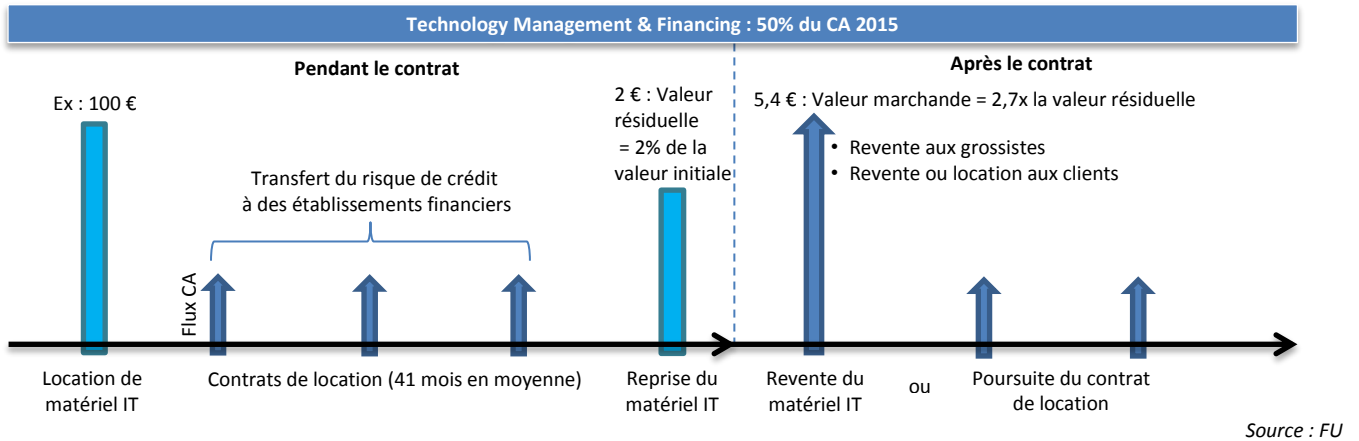 Technology Management & Financing : 50% du CA 2015
Pendant le contrat
Après le contrat
Ex : 100 €
2 € : Valeur
résiduelle
= 2% de la
valeur initiale
5,4 € : Valeur marchande = 2,7x la valeur résiduelle
• Revente aux grossistes
• Revente ou location aux clients
Transfert du risque de crédit
à des établissements financiers
Flux CA
Location de
matériel IT
Contrats de location (41 mois en moyenne)
Reprise du
matériel IT
Revente du
matériel IT
ou
Poursuite du contrat
de location
Source : FU